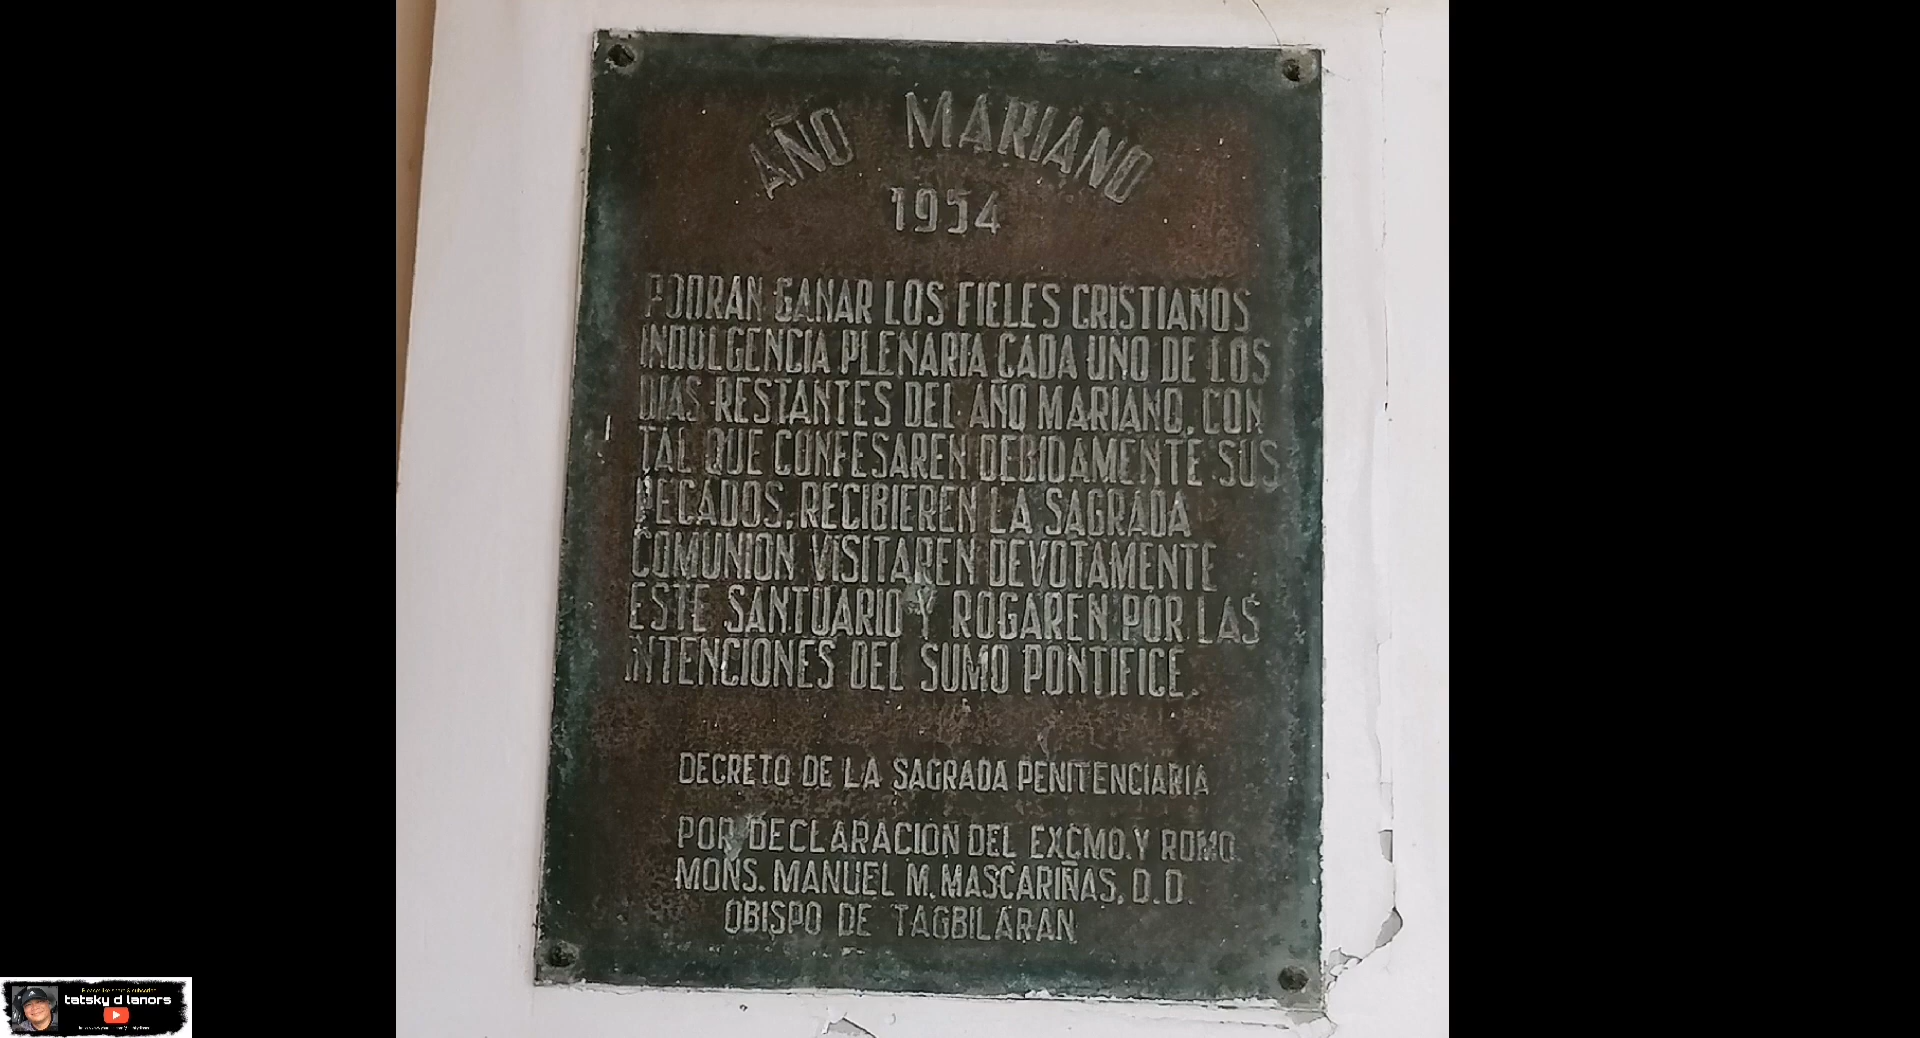 AÑO MARIANO
1954
PODRAN GANAR LOS FIELES CRISTIANOS
INDULGENCIA PLENARIA CADA UNO DE LOS
DIAS RESTANTES DEL AÑO MARIANO, CON
TAL QUE CONFESAREN DEBIDAMENTE SUS
PECADOS, RECIBIEREN LA SAGRADA
COMUNION VISITAREN DEVOTAMENTE
ESTE SANTUARIO Y ROGAREN POR LAS
INTENCIONES DEL SUMO PONTIFICE.
DECRETO DE LA SAGRADA PENITENCIARIA
POR DECLARACION DEL EXCMO. Y RDMO
MONS. MANUEL M. MASCARIÑAS, D.D.
OBISPO DE TAGBILARAN
tatsky d lanors